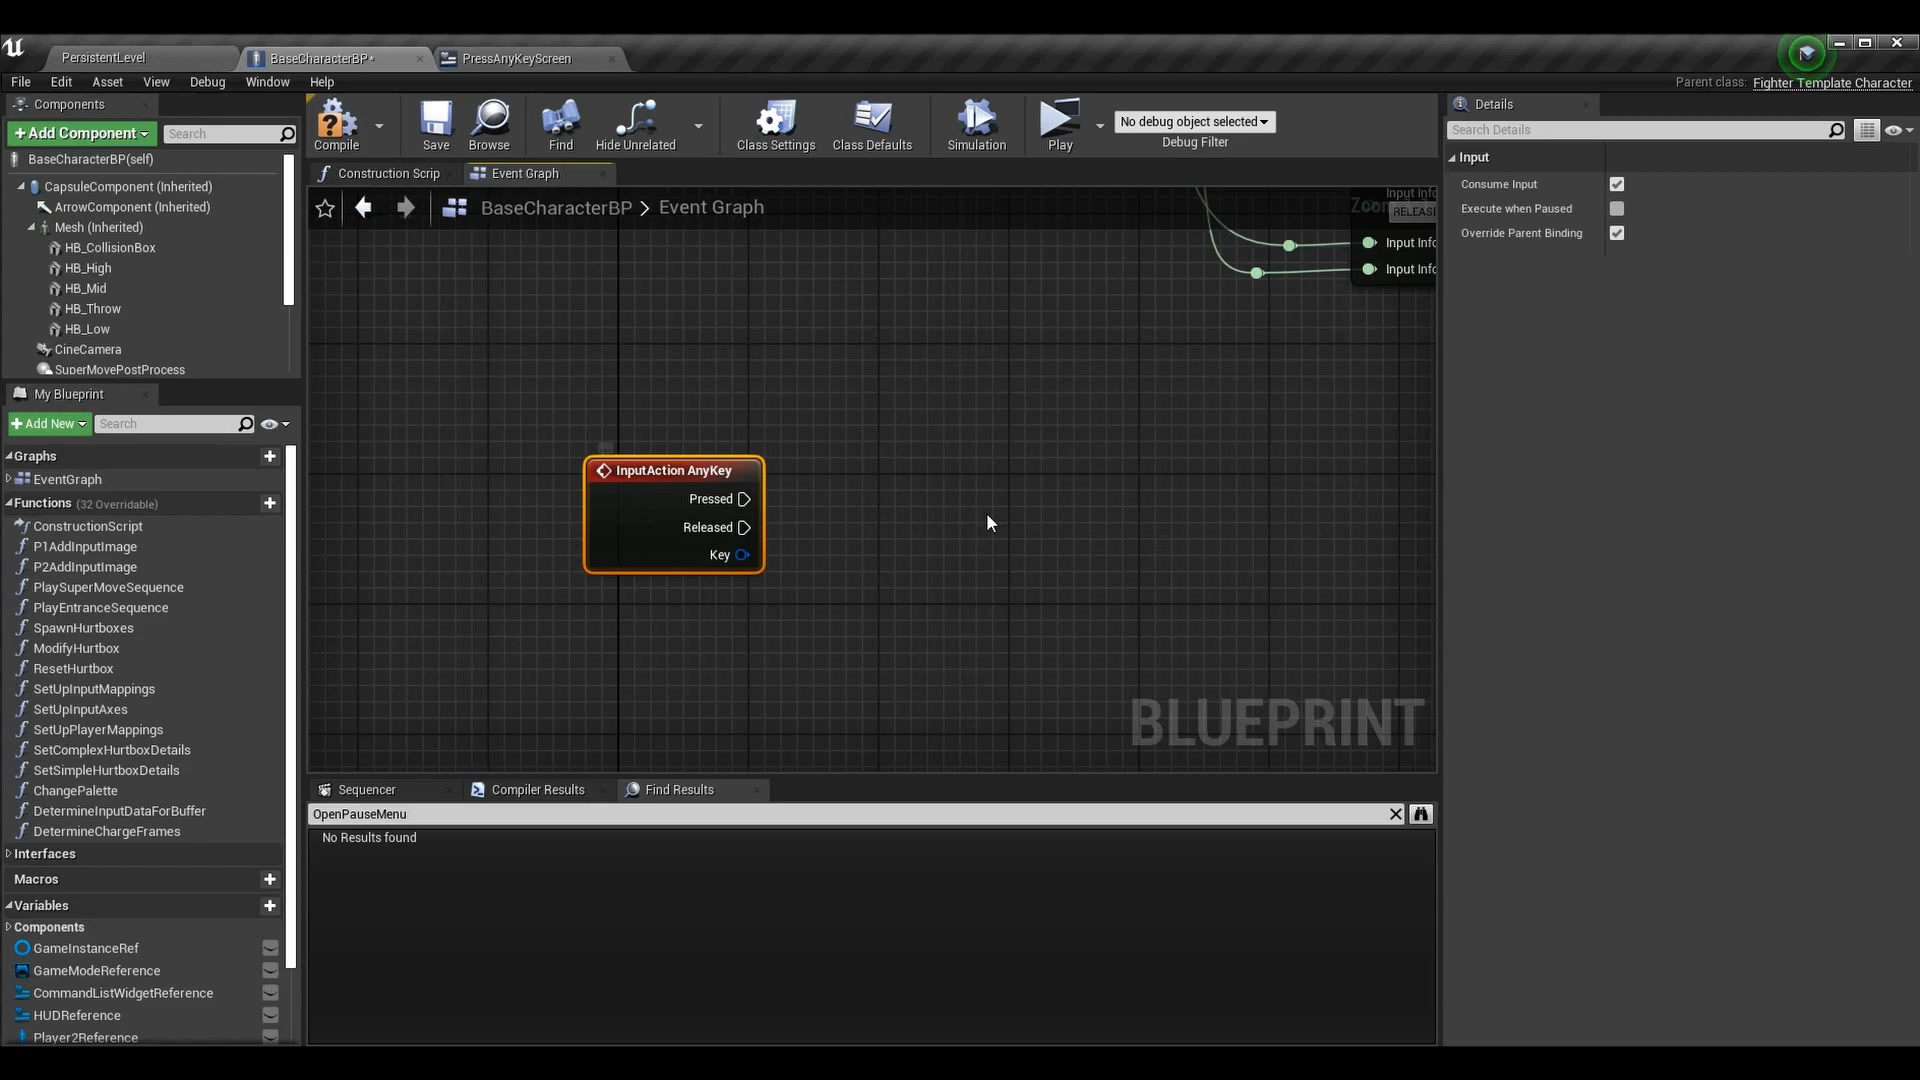 PersistentLevel
BaseCharacterBP*
PressAnyKeyScreen
File Edit Asset View Debug Window Help
Parent class: Fighter Template Character
Components
Add Component
Search
BaseCharacterBP(self)
CapsuleComponent (Inherited)
ArrowComponent (Inherited)
Mesh (Inherited)
HB_CollisionBox
HB_High
HB_Mid
HB_Throw
HB_Low
CineCamera
SuperMovePostProcess
My Blueprint
Add New
Search
Graphs
EventGraph
Functions (32 Overridable)
ConstructionScript
P1AddInputImage
P2AddInputImage
PlaySuperMoveSequence
PlayEntranceSequence
SpawnHurtboxes
ModifyHurtbox
ResetHurtbox
SetUpInputMappings
SetUpInputAxes
SetUpPlayerMappings
SetComplexHurtboxDetails
SetSimpleHurtboxDetails
ChangePalette
DetermineInputDataForBuffer
DetermineChargeFrames
Interfaces
Macros
Variables
Components
GameInstanceRef
GameModeReference
CommandListWidgetReference
HUDReference
Player2Reference
Compile
Save
Browse
Find
Hide Unrelated
Class Settings
Class Defaults
Simulation
Play
No debug object selected
Debug Filter
Construction Scrip
Event Graph
BaseCharacterBP > Event Graph
Input Info
RELEAS
Input Info
Input Info
InputAction AnyKey
Pressed
Released
Key
BLUEPRINT
Sequencer
Compiler Results
Find Results
OpenPauseMenu
No Results found
Details
Search Details
Input
Consume Input
Execute when Paused
Override Parent Binding